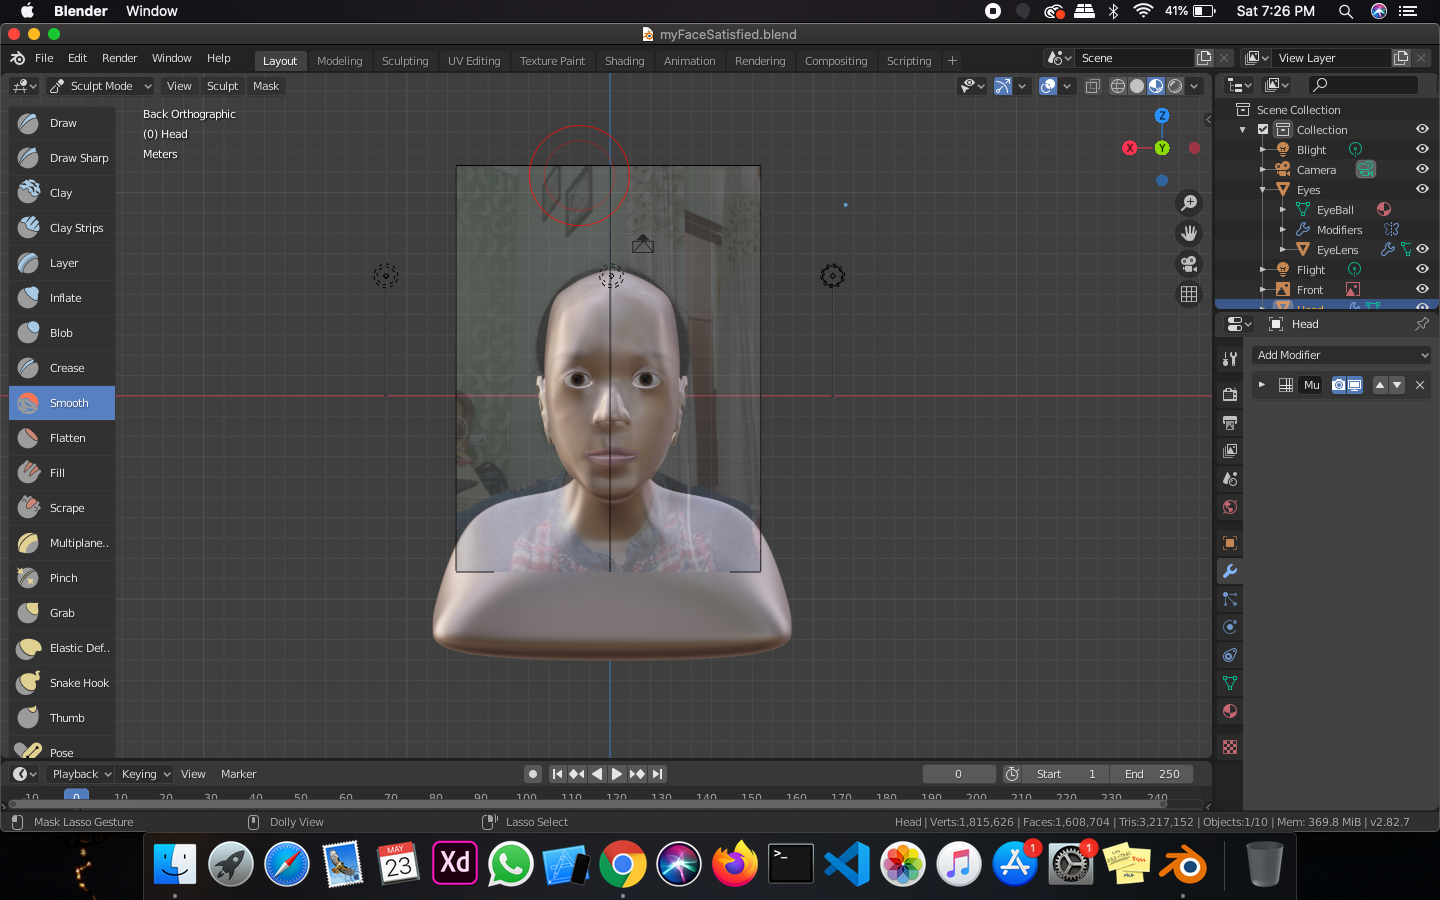 Blender Window
41% Sat 7:26 PM
myFaceSatisfied.blend
File Edit Render Window Help Layout Modeling Sculpting UV Editing Texture Paint Shading Animation Rendering Compositing Scripting + Scene View Layer
Sculpt Mode View Sculpt Mask
Back Orthographic
(0) Head
Meters
Z
X
Y
Draw
Draw Sharp
Clay
Clay Strips
Layer
Inflate
Blob
Crease
Smooth
Flatten
Fill
Scrape
Multiplane..
Pinch
Grab
Elastic Def..
Snake Hook
Thumb
Pose
Scene Collection
Collection
Blight
Camera
Eyes
EyeBall
Modifiers
EyeLens
Flight
Front
Head
Head
Add Modifier
Mu
Playback Keying View Marker 0 Start 1 End 250
-10 0 10 20 30 40 50 60 70 80 90 100 110 120 130 140 150 160 170 180 190 200 210 220 230 240
Mask Lasso Gesture Dolly View Lasso Select Head | Verts:1,815,626 | Faces:1,608,704 | Tris:3,217,152 | Objects:1/10 | Mem: 369.8 MiB | v2.82.7
MAY
23
Xd
>_
1
1